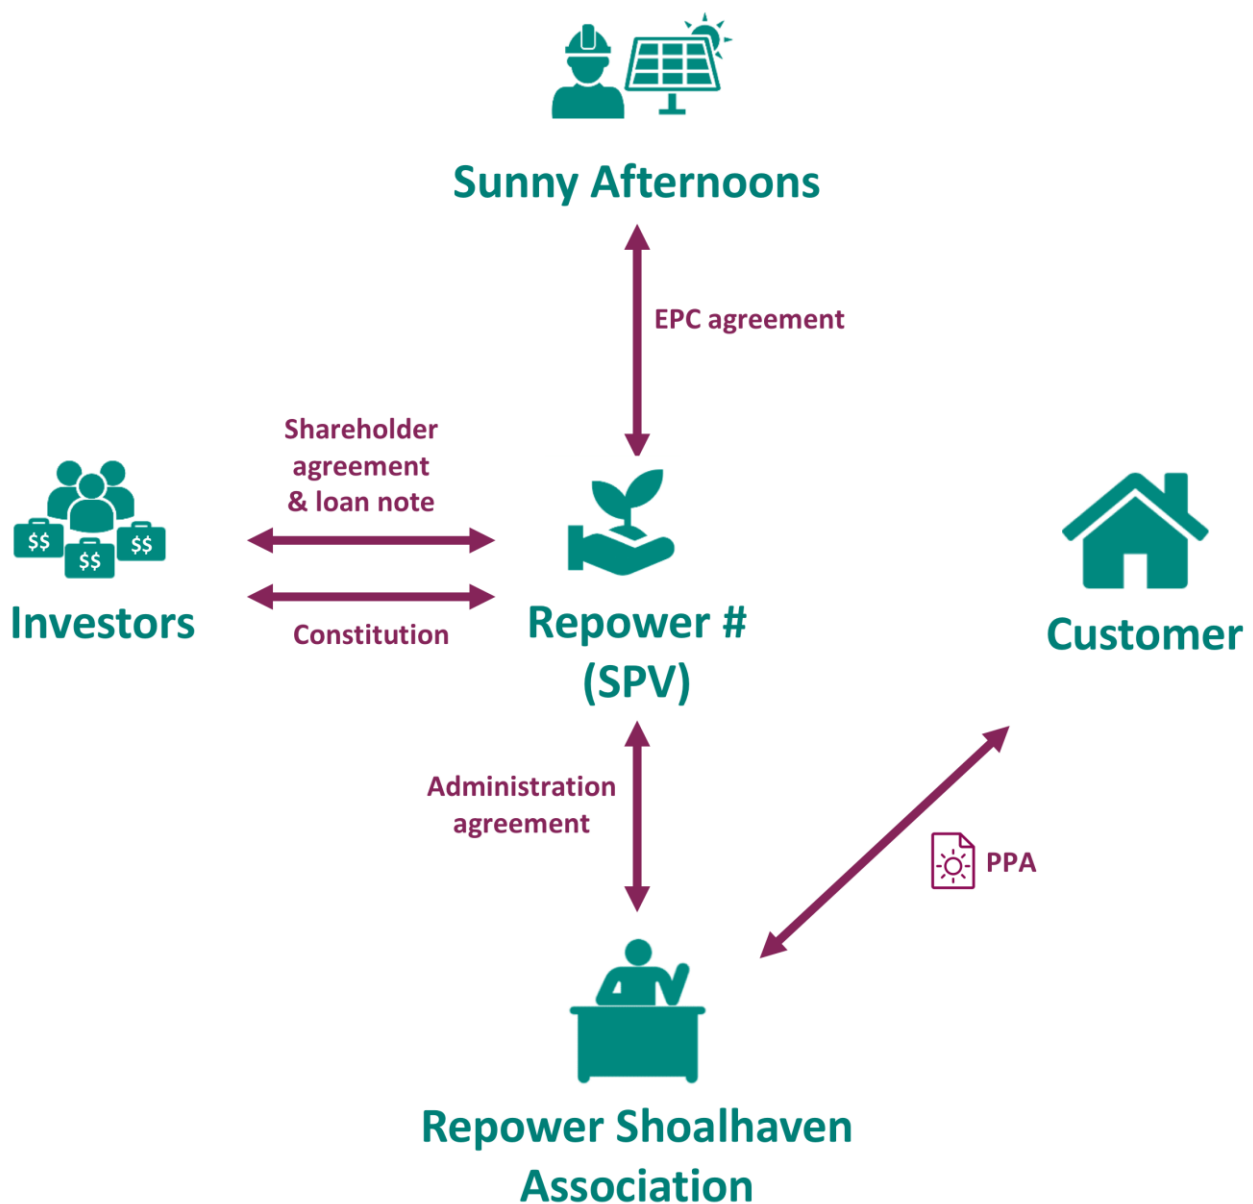 Sunny Afternoons
EPC agreement
Shareholder
agreement
& loan note
$$
$$
$$
Investors
Constitution
Repower #
(SPV)
Customer
Administration
agreement
PPA
Repower Shoalhaven
Association